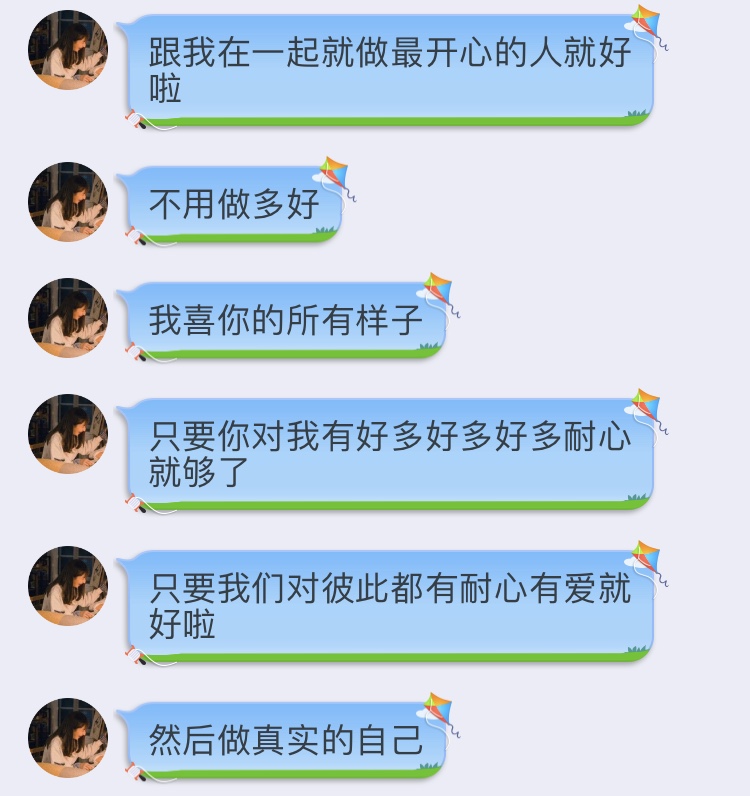 跟我在一起就做最开心的人就好
啦
不用做多好
我喜你的所有样子
只要你对我有好多好多好多耐心
就够了
只要我们对彼此都有耐心有爱就
好啦
然后做真实的自己